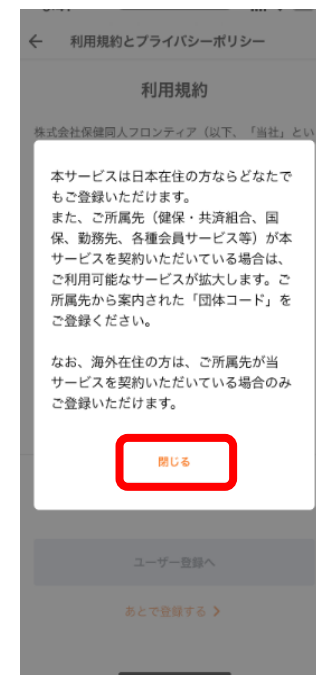 ← 利用規約とプライバシーポリシー
利用規約
株式会社保健同人フロンティア（以下、「当社」とい
本サービスは日本在住の方ならどなたで
もご登録いただけます。
また、ご所属先（健保・共済組合、国
保、勤務先、各種会員サービス等）が本
サービスを契約いただいている場合は、
ご利用可能なサービスが拡大します。ご
所属先から案内された「団体コード」を
ご登録ください。
なお、海外在住の方は、ご所属先が当
サービスを契約いただいている場合のみ
ご登録いただけます。
閉じる
ユーザー登録へ
あとで登録する >